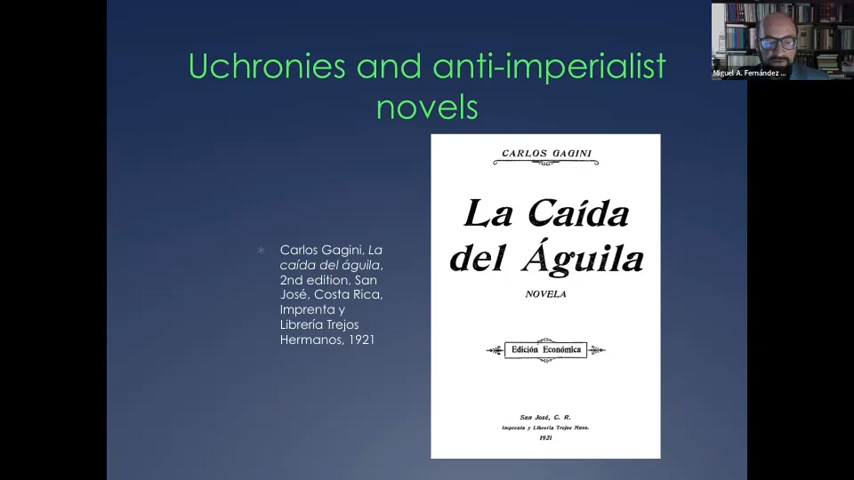 Uchronies and anti-imperialist
novels
Carlos Gagini, La
caída del águila,
2nd edition, San
José, Costa Rica,
Imprenta y
Librería Trejos
Hermanos, 1921
CARLOS GAGINI
La Caída
del Águila
NOVELA
Edición Económica
San José, C. R.
Imprenta y Librería Trejos Hnos.
1921
Miguel A. Fernández ...